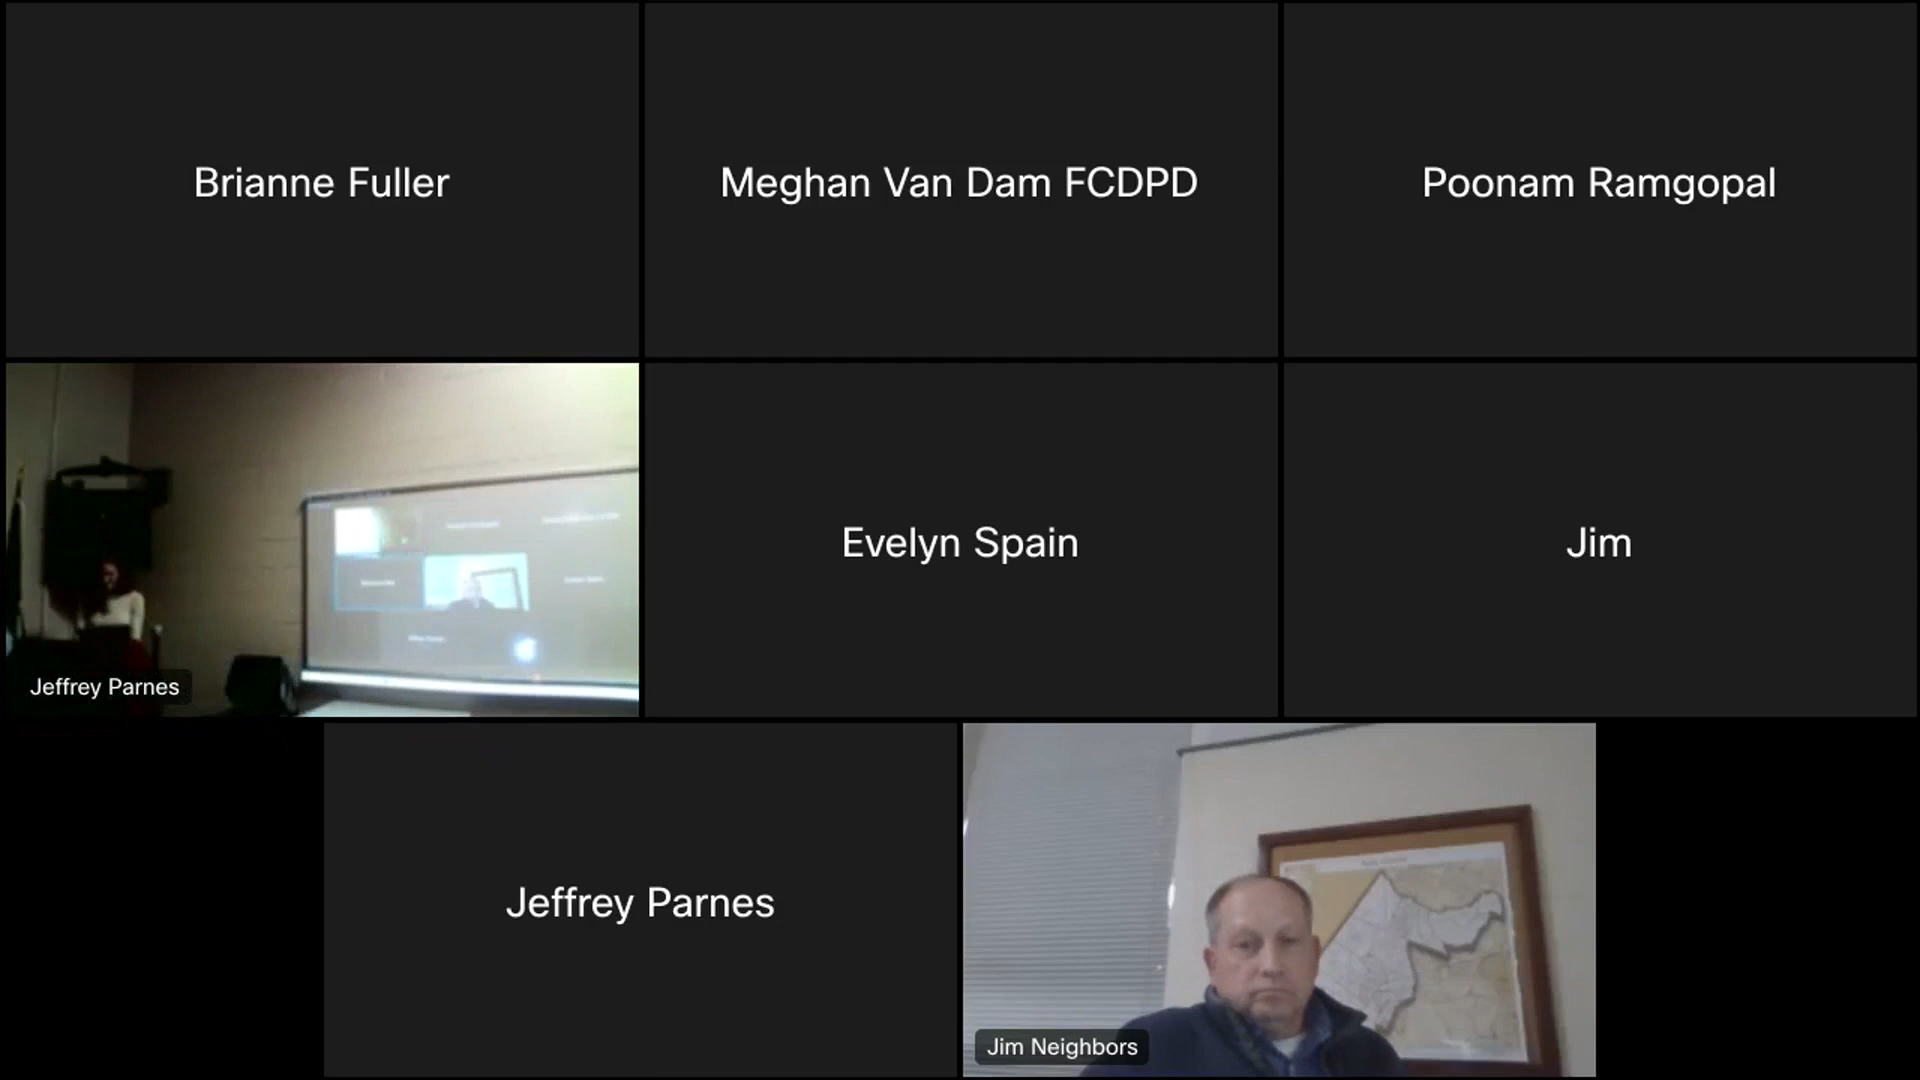 Brianne Fuller
Meghan Van Dam FCDPD
Poonam Ramgopal
Jeffrey Parnes
Evelyn Spain
Jim
Jeffrey Parnes
Jim Neighbors